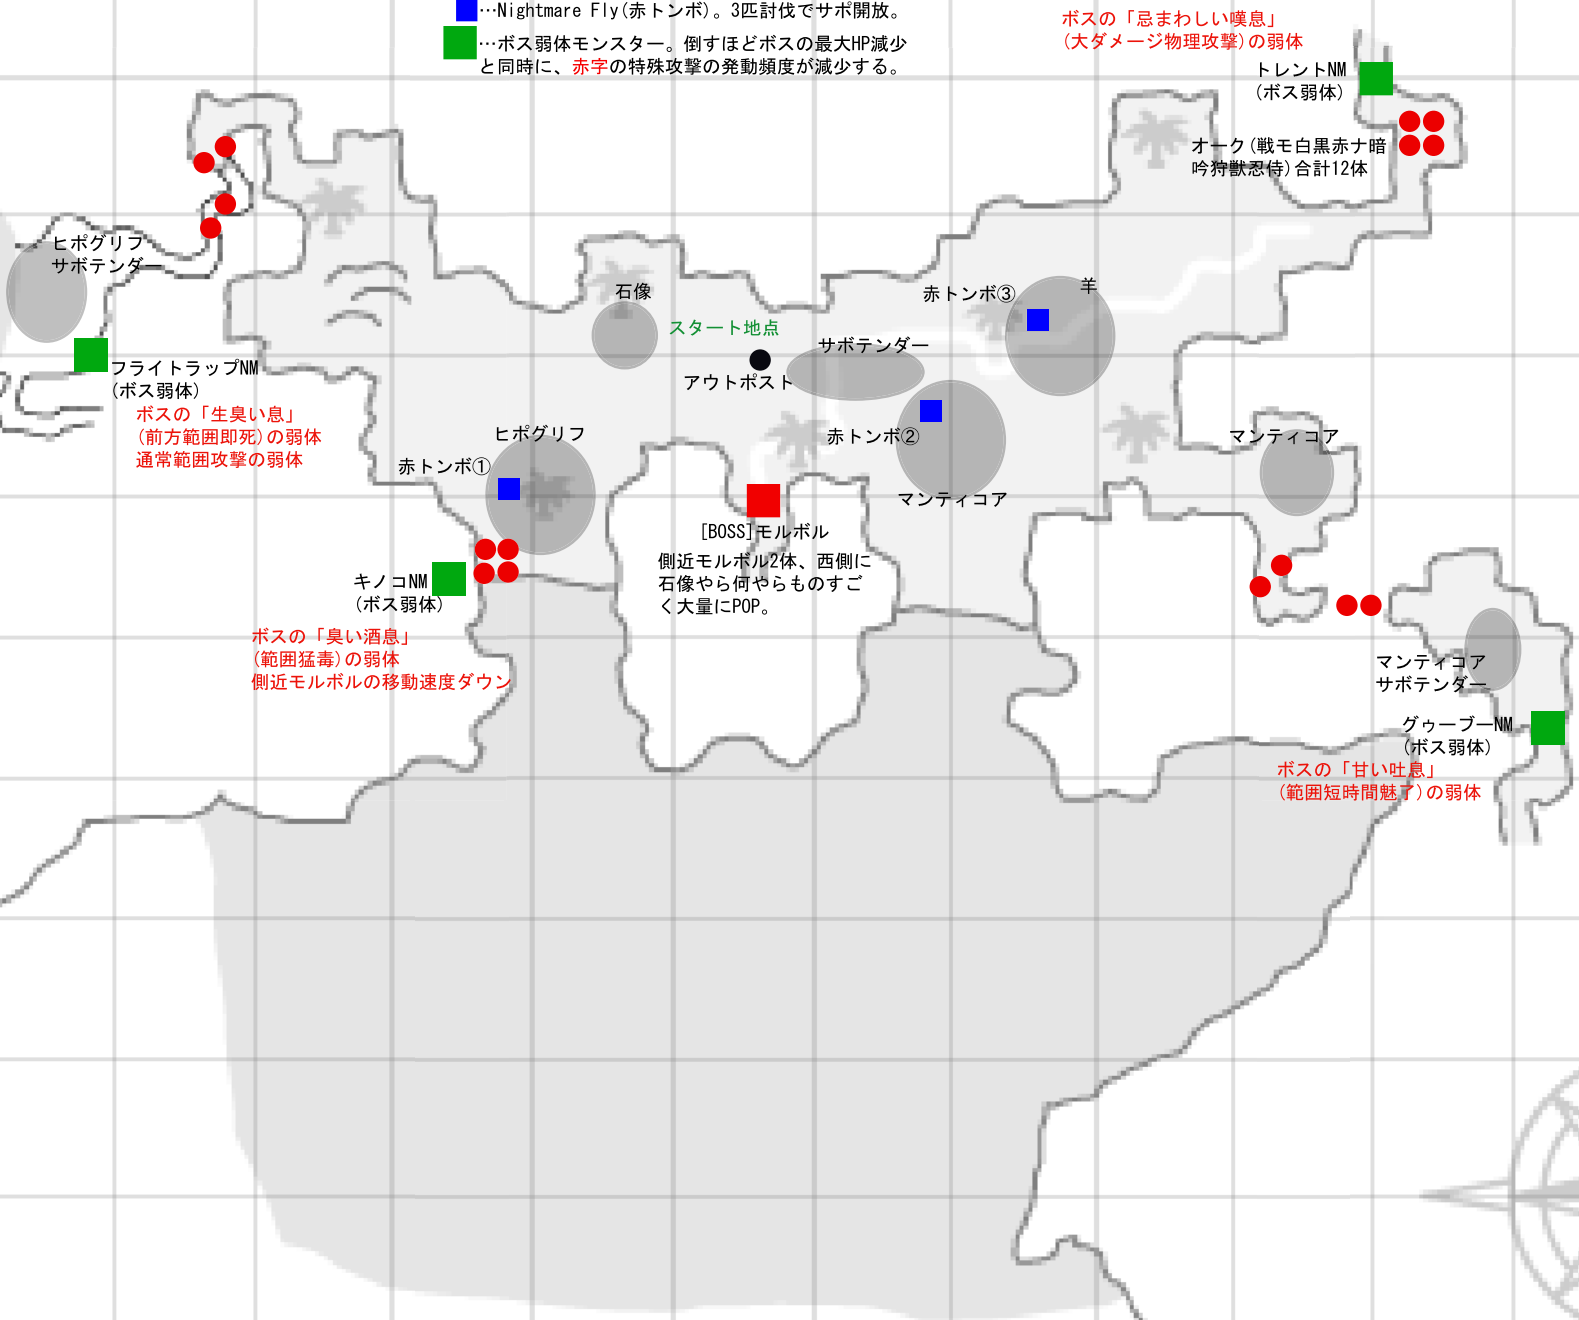 …Nightmare Fly(赤トンボ)。3匹討伐でサポ開放。
…ボス弱体モンスター。倒すほどボスの最大HP減少
と同時に、赤字の特殊攻撃の発動頻度が減少する。
ボスの「忌まわしい嘆息」
(大ダメージ物理攻撃)の弱体
トレントNM
(ボス弱体)
オーク(戦モ白黒赤ナ暗
吟狩獣忍侍)合計12体
ヒポグリフ
サボテンダー
フライトラップNM
(ボス弱体)
ボスの「生臭い息」
(前方範囲即死)の弱体
通常範囲攻撃の弱体
石像
スタート地点
アウトポスト
サボテンダー
赤トンボ③
羊
赤トンボ②
マンティコア
ヒポグリフ
赤トンボ①
マンティコア
キノコNM
(ボス弱体)
ボスの「臭い酒息」
(範囲猛毒)の弱体
側近モルボルの移動速度ダウン
[BOSS]モルボル
側近モルボル2体、西側に
石像やら何やらものすご
く大量にPOP。
マンティコア
サボテンダー
グゥーブーNM
(ボス弱体)
ボスの「甘い吐息」
(範囲短時間魅了)の弱体